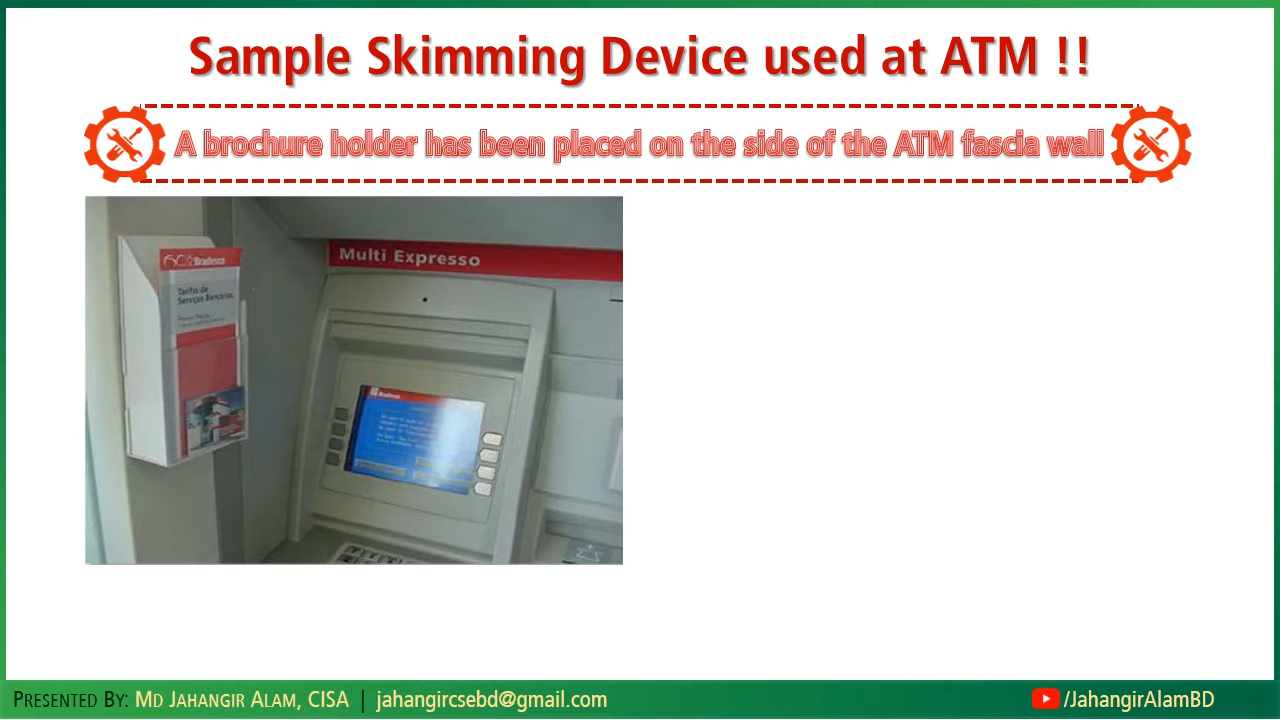 Sample Skimming Device used at ATM !!
A brochure holder has been placed on the side of the ATM fascia wall
Bradesco
Tarifas de
Serviços Bancários.
Multi Expresso
Bradesco
PRESENTED BY: MD JAHANGIR ALAM, CISA | jahangircsebd@gmail.com
/JahangirAlamBD